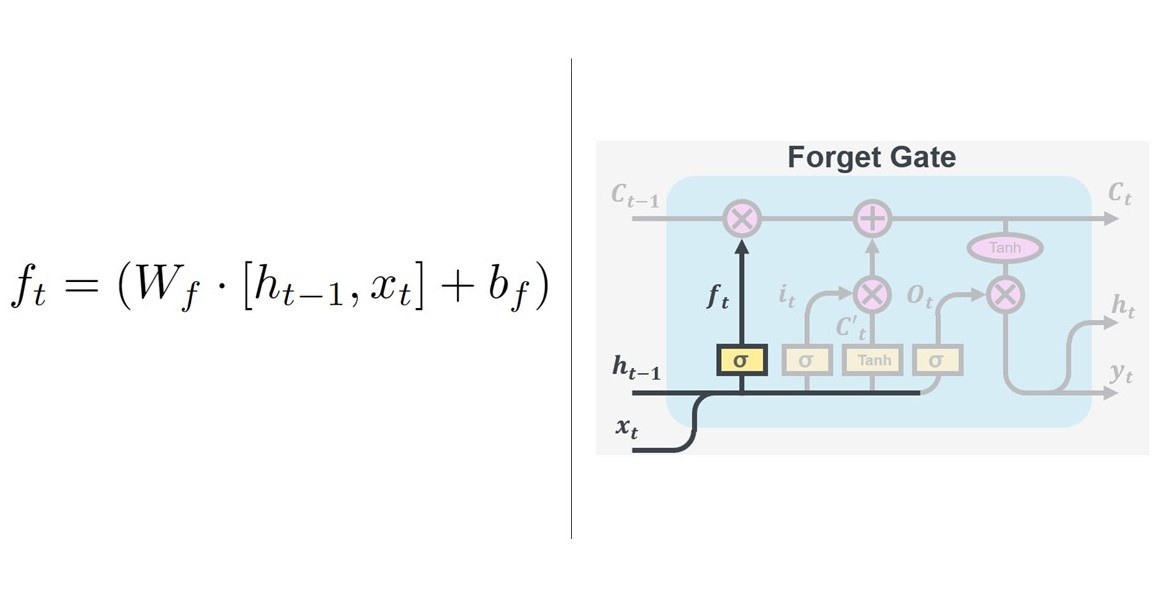 f_t = (W_f · [h_{t−1}, x_t] + b_f)
Forget Gate
C_{t−1}
C_t
Tanh
f_t
i_t
O_t
h_t
C'_t
h_{t−1}
σ
σ
Tanh
σ
y_t
x_t